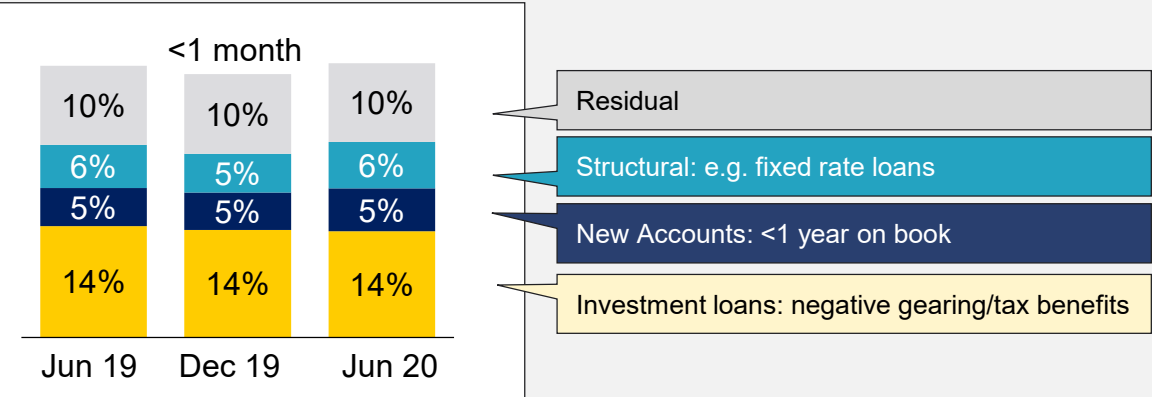 <1 month
10%
10%
10%
6%
5%
6%
5%
5%
5%
14%
14%
14%
Jun 19
Dec 19
Jun 20
Residual
Structural: e.g. fixed rate loans
New Accounts: <1 year on book
Investment loans: negative gearing/tax benefits